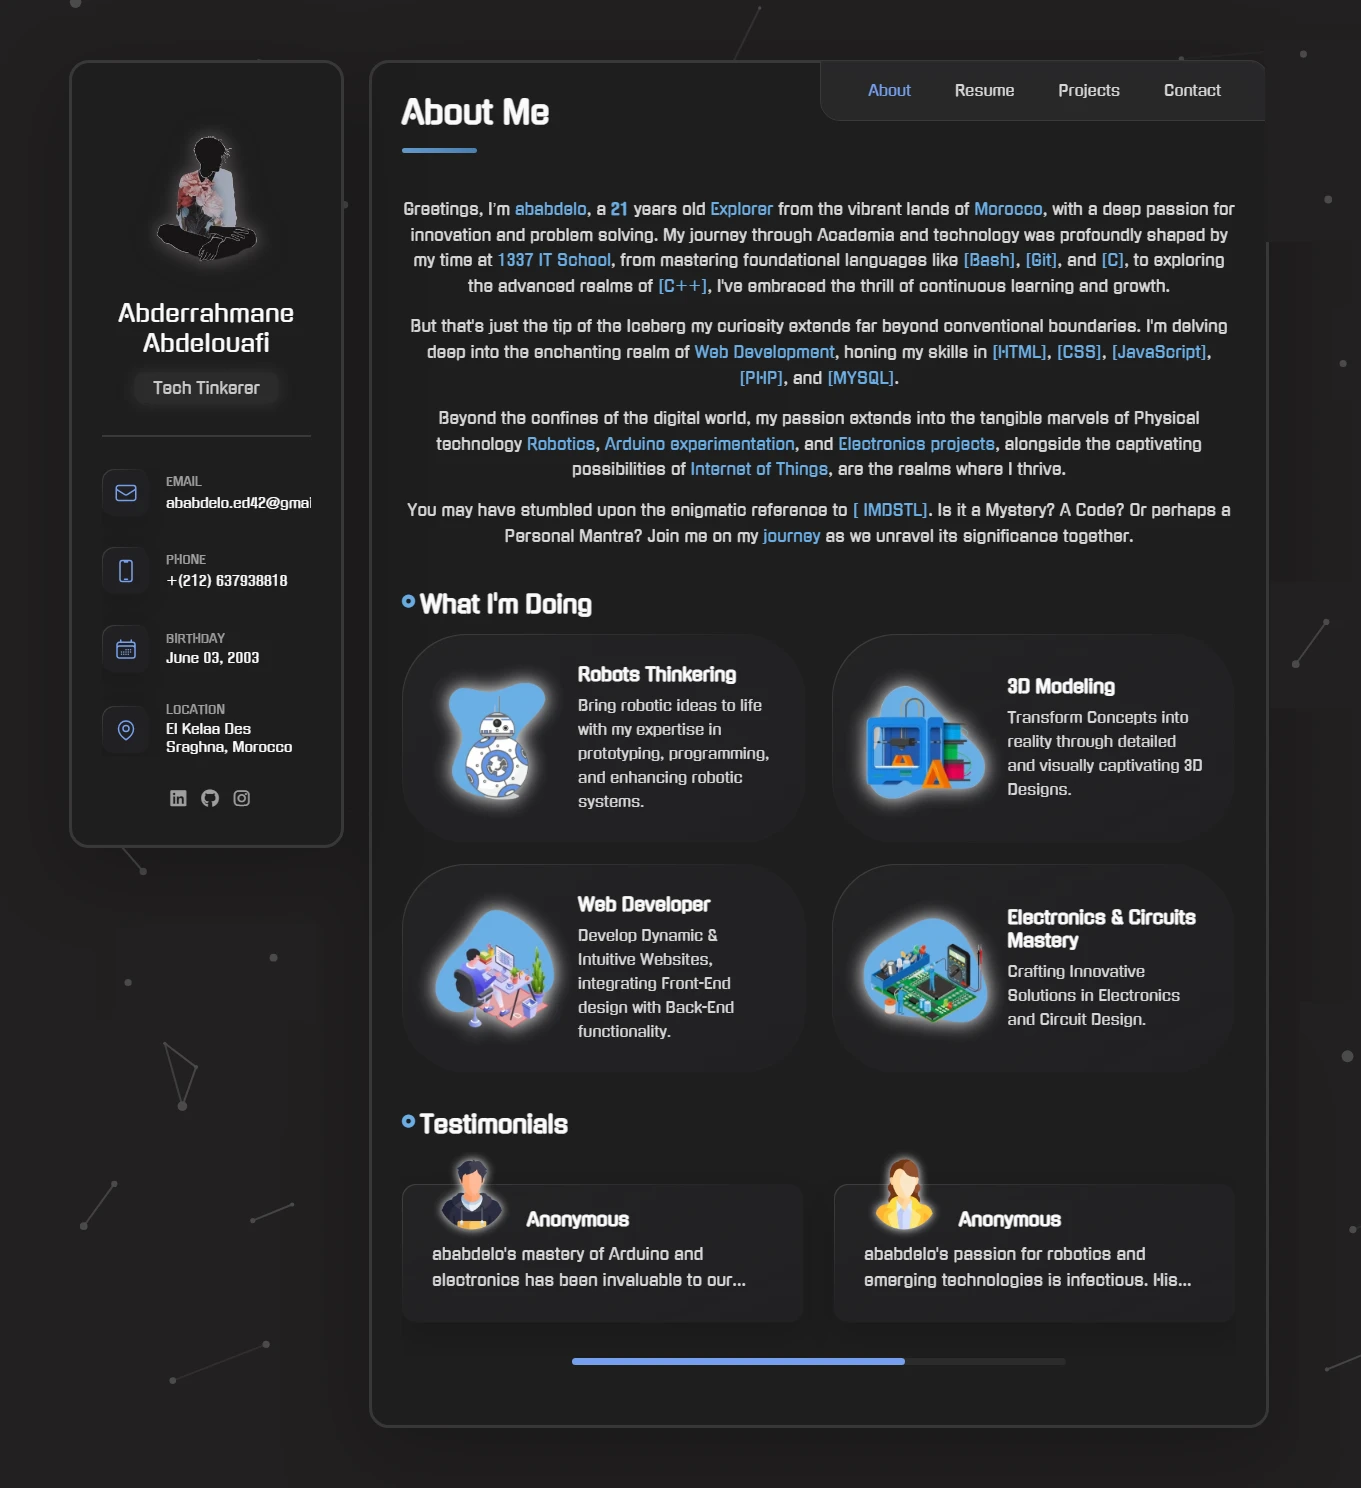 Abderrahmane
Abdelouafi
Tech Tinkerer
EMAIL
ababdelo.ed42@gmai
PHONE
+(212) 637938818
BIRTHDAY
June 03, 2003
LOCATION
El Kelaa Des
Sraghna, Morocco
About Resume Projects Contact
About Me
Greetings, I'm ababdelo, a 21 years old Explorer from the vibrant lands of Morocco, with a deep passion for
innovation and problem solving. My journey through Academia and technology was profoundly shaped by
my time at 1337 IT School, from mastering foundational languages like [Bash], [Git], and [C], to exploring
the advanced realms of [C++], I've embraced the thrill of continuous learning and growth.
But that's just the tip of the Iceberg my curiosity extends far beyond conventional boundaries. I'm delving
deep into the enchanting realm of Web Development, honing my skills in [HTML], [CSS], [JavaScript],
[PHP], and [MYSQL].
Beyond the confines of the digital world, my passion extends into the tangible marvels of Physical
technology Robotics, Arduino experimentation, and Electronics projects, alongside the captivating
possibilities of Internet of Things, are the realms where I thrive.
You may have stumbled upon the enigmatic reference to [ IMDSTL]. Is it a Mystery? A Code? Or perhaps a
Personal Mantra? Join me on my journey as we unravel its significance together.
What I'm Doing
Robots Thinkering
Bring robotic ideas to life
with my expertise in
prototyping, programming,
and enhancing robotic
systems.
3D Modeling
Transform Concepts into
reality through detailed
and visually captivating 3D
Designs.
Web Developer
Develop Dynamic &
Intuitive Websites,
integrating Front-End
design with Back-End
functionality.
Electronics & Circuits
Mastery
Crafting Innovative
Solutions in Electronics
and Circuit Design.
Testimonials
Anonymous
ababdelo's mastery of Arduino and
electronics has been invaluable to our...
Anonymous
ababdelo's passion for robotics and
emerging technologies is infectious. His...